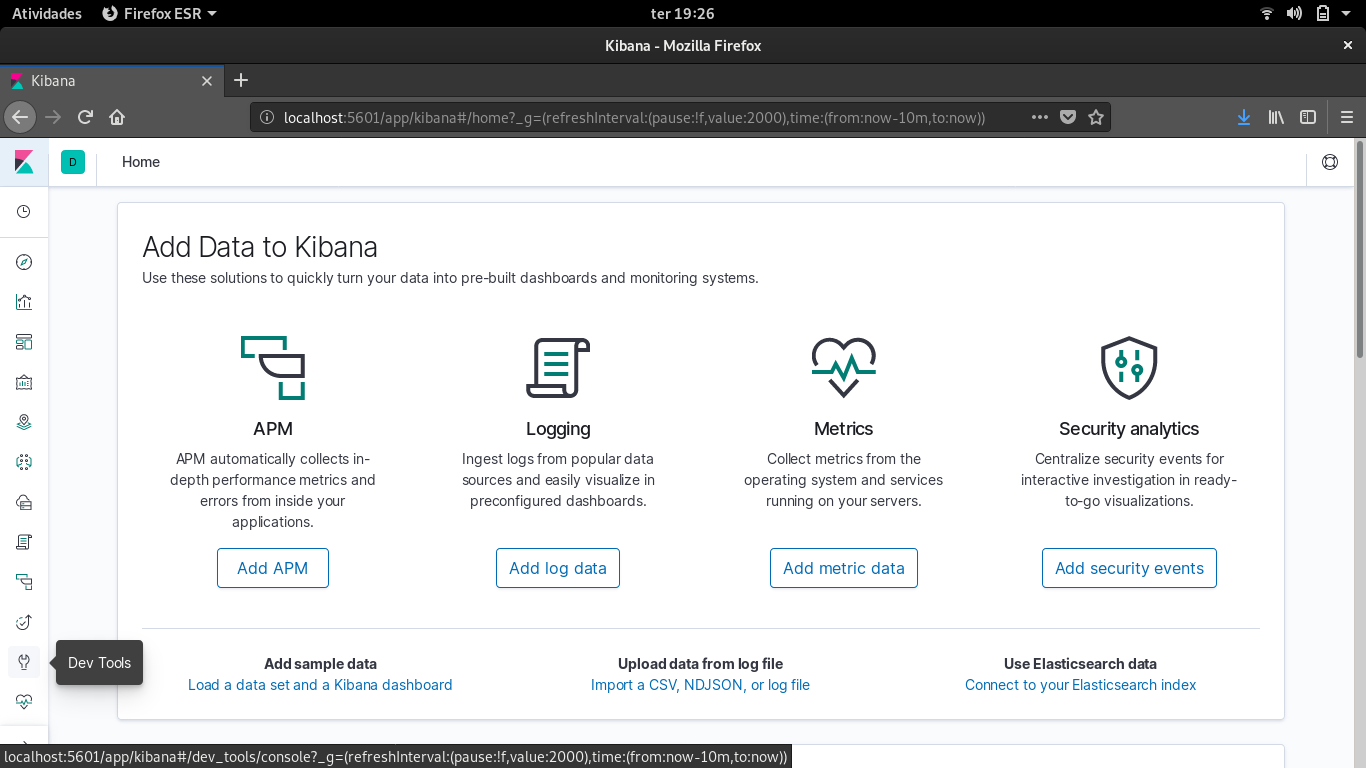 Atividades
Firefox ESR
ter 19:26
Kibana - Mozilla Firefox
Kibana
localhost:5601/app/kibana#/home?_g=(refreshInterval:(pause:!f,value:2000),time:(from:now-10m,to:now))
D
Home
Add Data to Kibana
Use these solutions to quickly turn your data into pre-built dashboards and monitoring systems.
APM
APM automatically collects in-
depth performance metrics and
errors from inside your
applications.
Add APM
Logging
Ingest logs from popular data
sources and easily visualize in
preconfigured dashboards.
Add log data
Metrics
Collect metrics from the
operating system and services
running on your servers.
Add metric data
Security analytics
Centralize security events for
interactive investigation in ready-
to-go visualizations.
Add security events
Dev Tools
Add sample data
Load a data set and a Kibana dashboard
Upload data from log file
Import a CSV, NDJSON, or log file
Use Elasticsearch data
Connect to your Elasticsearch index
localhost:5601/app/kibana#/dev_tools/console?_g=(refreshInterval:(pause:!f,value:2000),time:(from:now-10m,to:now))